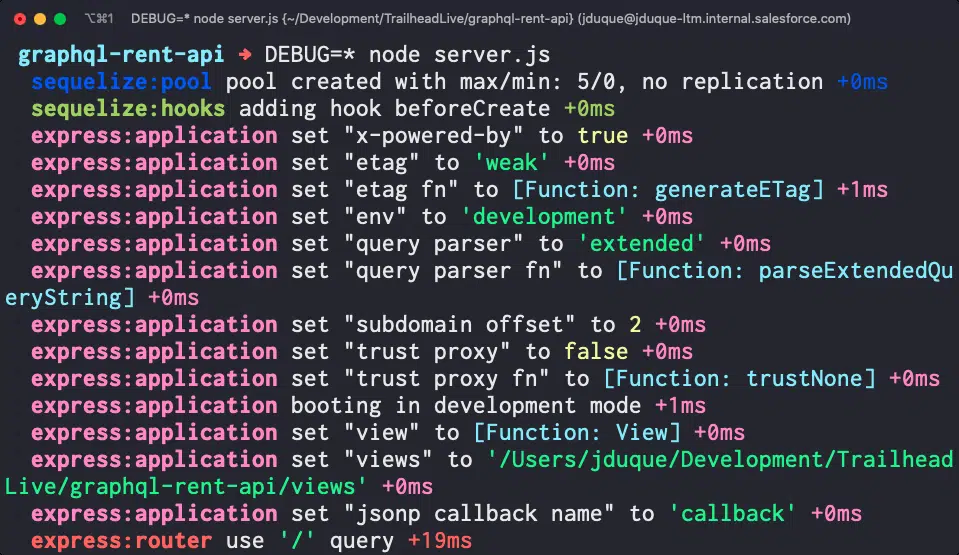 ⌥⌘1 DEBUG=* node server.js {~/Development/TrailheadLive/graphql-rent-api} (jduque@jduque-ltm.internal.salesforce.com)
graphql-rent-api ➜ DEBUG=* node server.js
sequelize:pool pool created with max/min: 5/0, no replication +0ms
sequelize:hooks adding hook beforeCreate +0ms
express:application set "x-powered-by" to true +0ms
express:application set "etag" to 'weak' +0ms
express:application set "etag fn" to [Function: generateETag] +1ms
express:application set "env" to 'development' +0ms
express:application set "query parser" to 'extended' +0ms
express:application set "query parser fn" to [Function: parseExtendedQu
eryString] +0ms
express:application set "subdomain offset" to 2 +0ms
express:application set "trust proxy" to false +0ms
express:application set "trust proxy fn" to [Function: trustNone] +0ms
express:application booting in development mode +1ms
express:application set "view" to [Function: View] +0ms
express:application set "views" to '/Users/jduque/Development/Trailhead
Live/graphql-rent-api/views' +0ms
express:application set "jsonp callback name" to 'callback' +0ms
express:router use '/' query +19ms